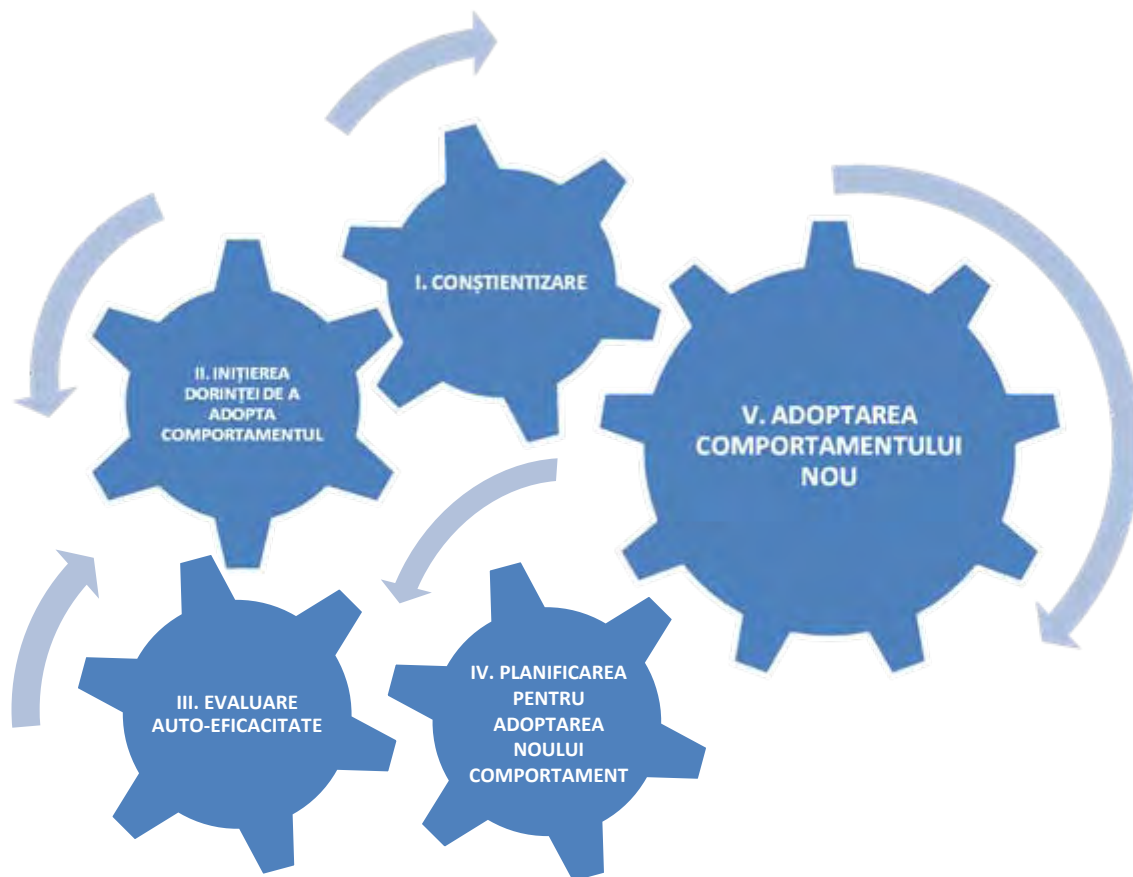 I. CONȘTIENTIZARE
II. INIȚIEREA
DORINȚEI DE A
ADOPTA
COMPORTAMENTUL
III. EVALUARE
AUTO-EFICACITATE
IV. PLANIFICAREA
PENTRU
ADOPTAREA
NOULUI
COMPORTAMENT
V. ADOPTAREA
COMPORTAMENTULUI
NOU